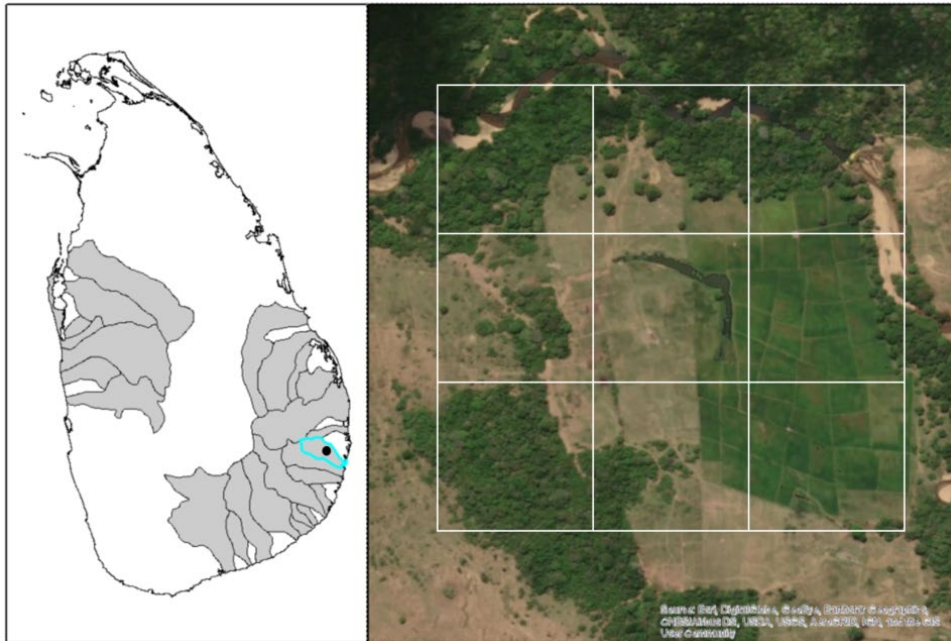 Source: Esri, DigitalGlobe, GeoEye, Earthstar Geographics,
CNES/Airbus DS, USDA, USGS, AeroGRID, IGN, and the GIS
User Community